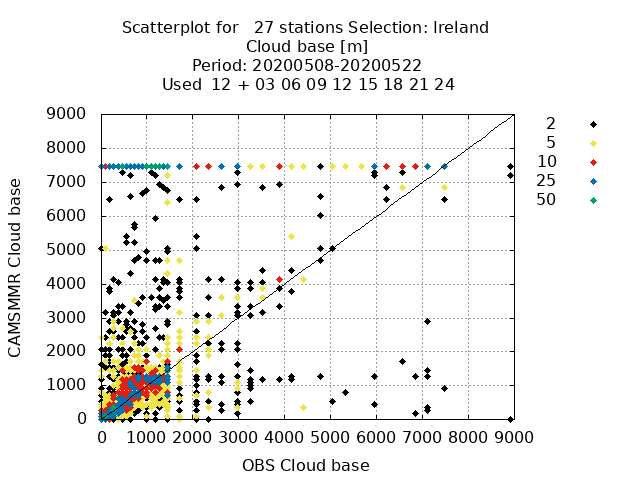 Scatterplot for 27 stations Selection: Ireland
Cloud base [m]
Period: 20200508-20200522
Used 12 + 03 06 09 12 15 18 21 24
9000
8000
7000
6000
5000
4000
3000
2000
1000
0
CAMSMMR Cloud base
0 1000 2000 3000 4000 5000 6000 7000 8000 9000
OBS Cloud base
2
5
10
25
50